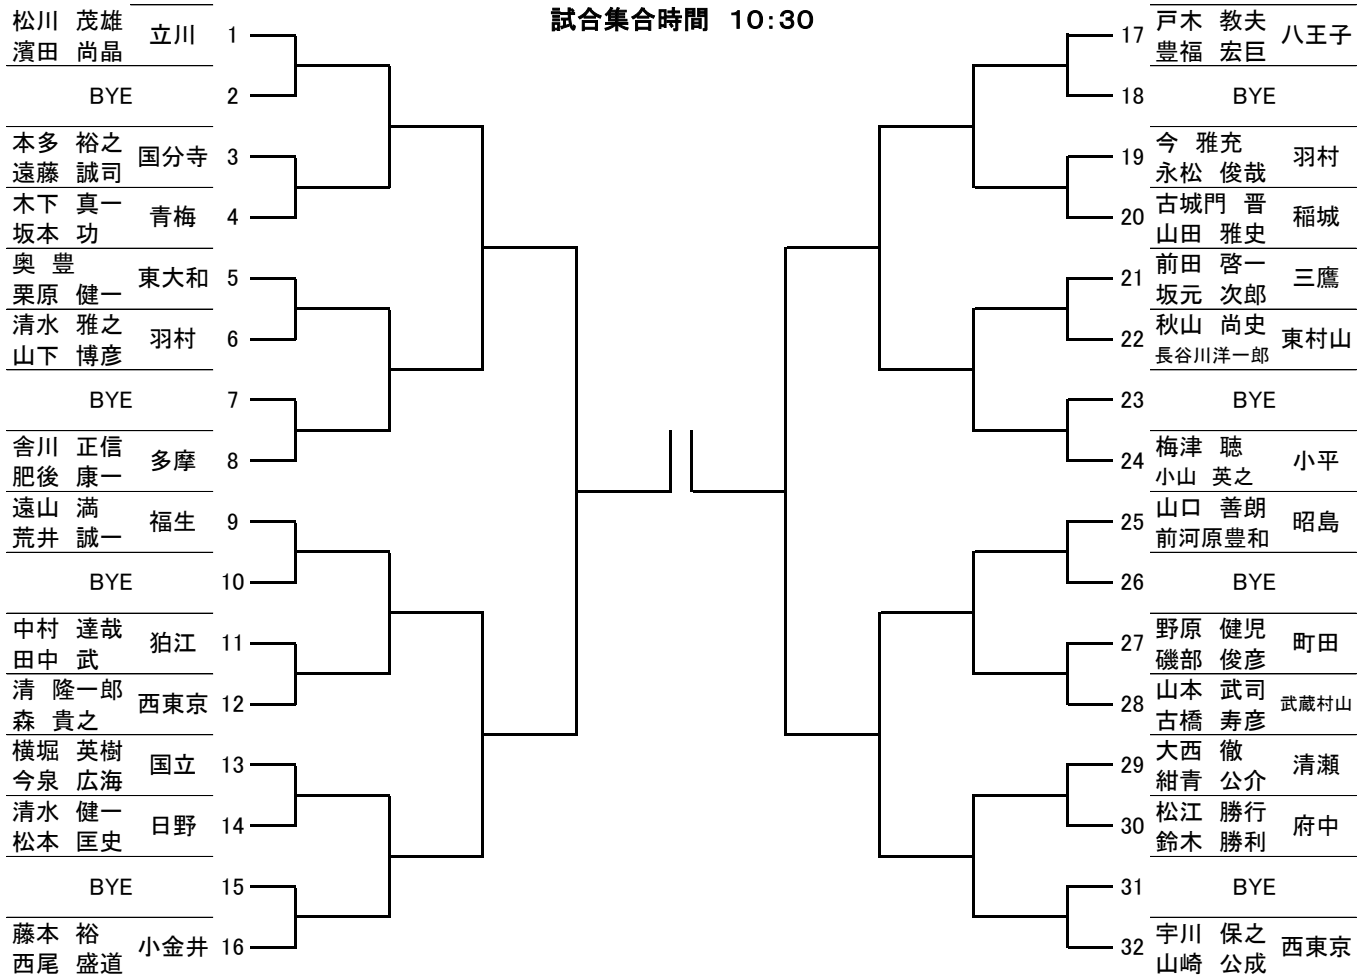 試合集合時間　１０：３０
松川　茂雄
濱田　尚晶
立川 1
BYE 2
本多　裕之
遠藤　誠司
国分寺 3
木下　真一
坂本　功
青梅 4
奥　豊
栗原　健一
東大和 5
清水　雅之
山下　博彦
羽村 6
BYE 7
舎川　正信
肥後　康一
多摩 8
遠山　満
荒井　誠一
福生 9
BYE 10
中村　達哉
田中　武
狛江 11
清　隆一郎
森　貴之
西東京 12
横堀　英樹
今泉　広海
国立 13
清水　健一
松本　匡史
日野 14
BYE 15
藤本　裕
西尾　盛道
小金井 16
17 戸木　教夫
豊福　宏巨
八王子
18 BYE
19 今　雅充
永松　俊哉
羽村
20 古城門　晋
山田　雅史
稲城
21 前田　啓一
坂元　次郎
三鷹
22 秋山　尚史
長谷川洋一郎
東村山
23 BYE
24 梅津　聴
小山　英之
小平
25 山口　善朗
前河原豊和
昭島
26 BYE
27 野原　健児
磯部　俊彦
町田
28 山本　武司
古橋　寿彦
武蔵村山
29 大西　徹
紺青　公介
清瀬
30 松江　勝行
鈴木　勝利
府中
31 BYE
32 宇川　保之
山崎　公成
西東京